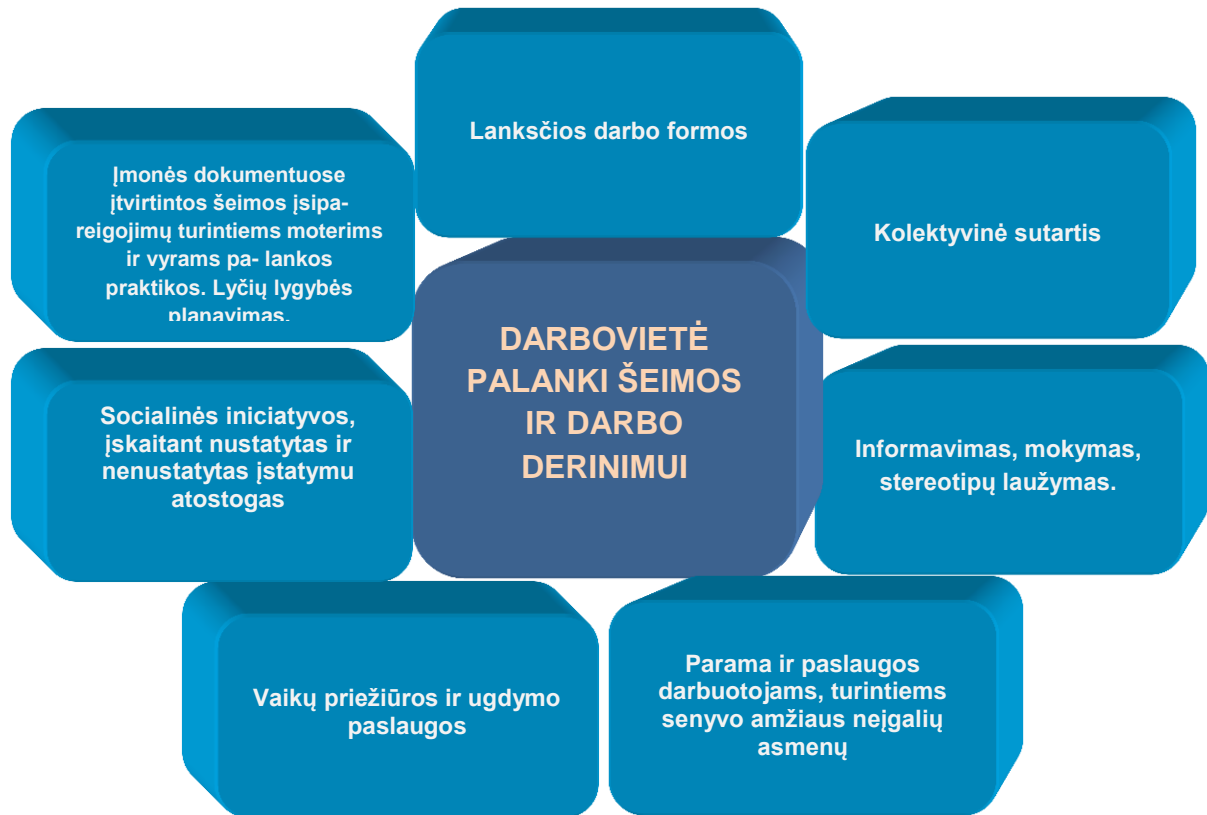 Lanksčios darbo formos
Įmonės dokumentuose
įtvirtintos šeimos įsipa-
reigojimų turintiems moterims
ir vyrams pa- lankos
praktikos. Lyčių lygybės
planavimas.
Kolektyvinė sutartis
DARBOVIETĖ
PALANKI ŠEIMOS
IR DARBO
DERINIMUI
Socialinės iniciatyvos,
įskaitant nustatytas ir
nenustatytas įstatymu
atostogas
Informavimas, mokymas,
stereotipų laužymas.
Vaikų priežiūros ir ugdymo
paslaugos
Parama ir paslaugos
darbuotojams, turintiems
senyvo amžiaus neįgalių
asmenų